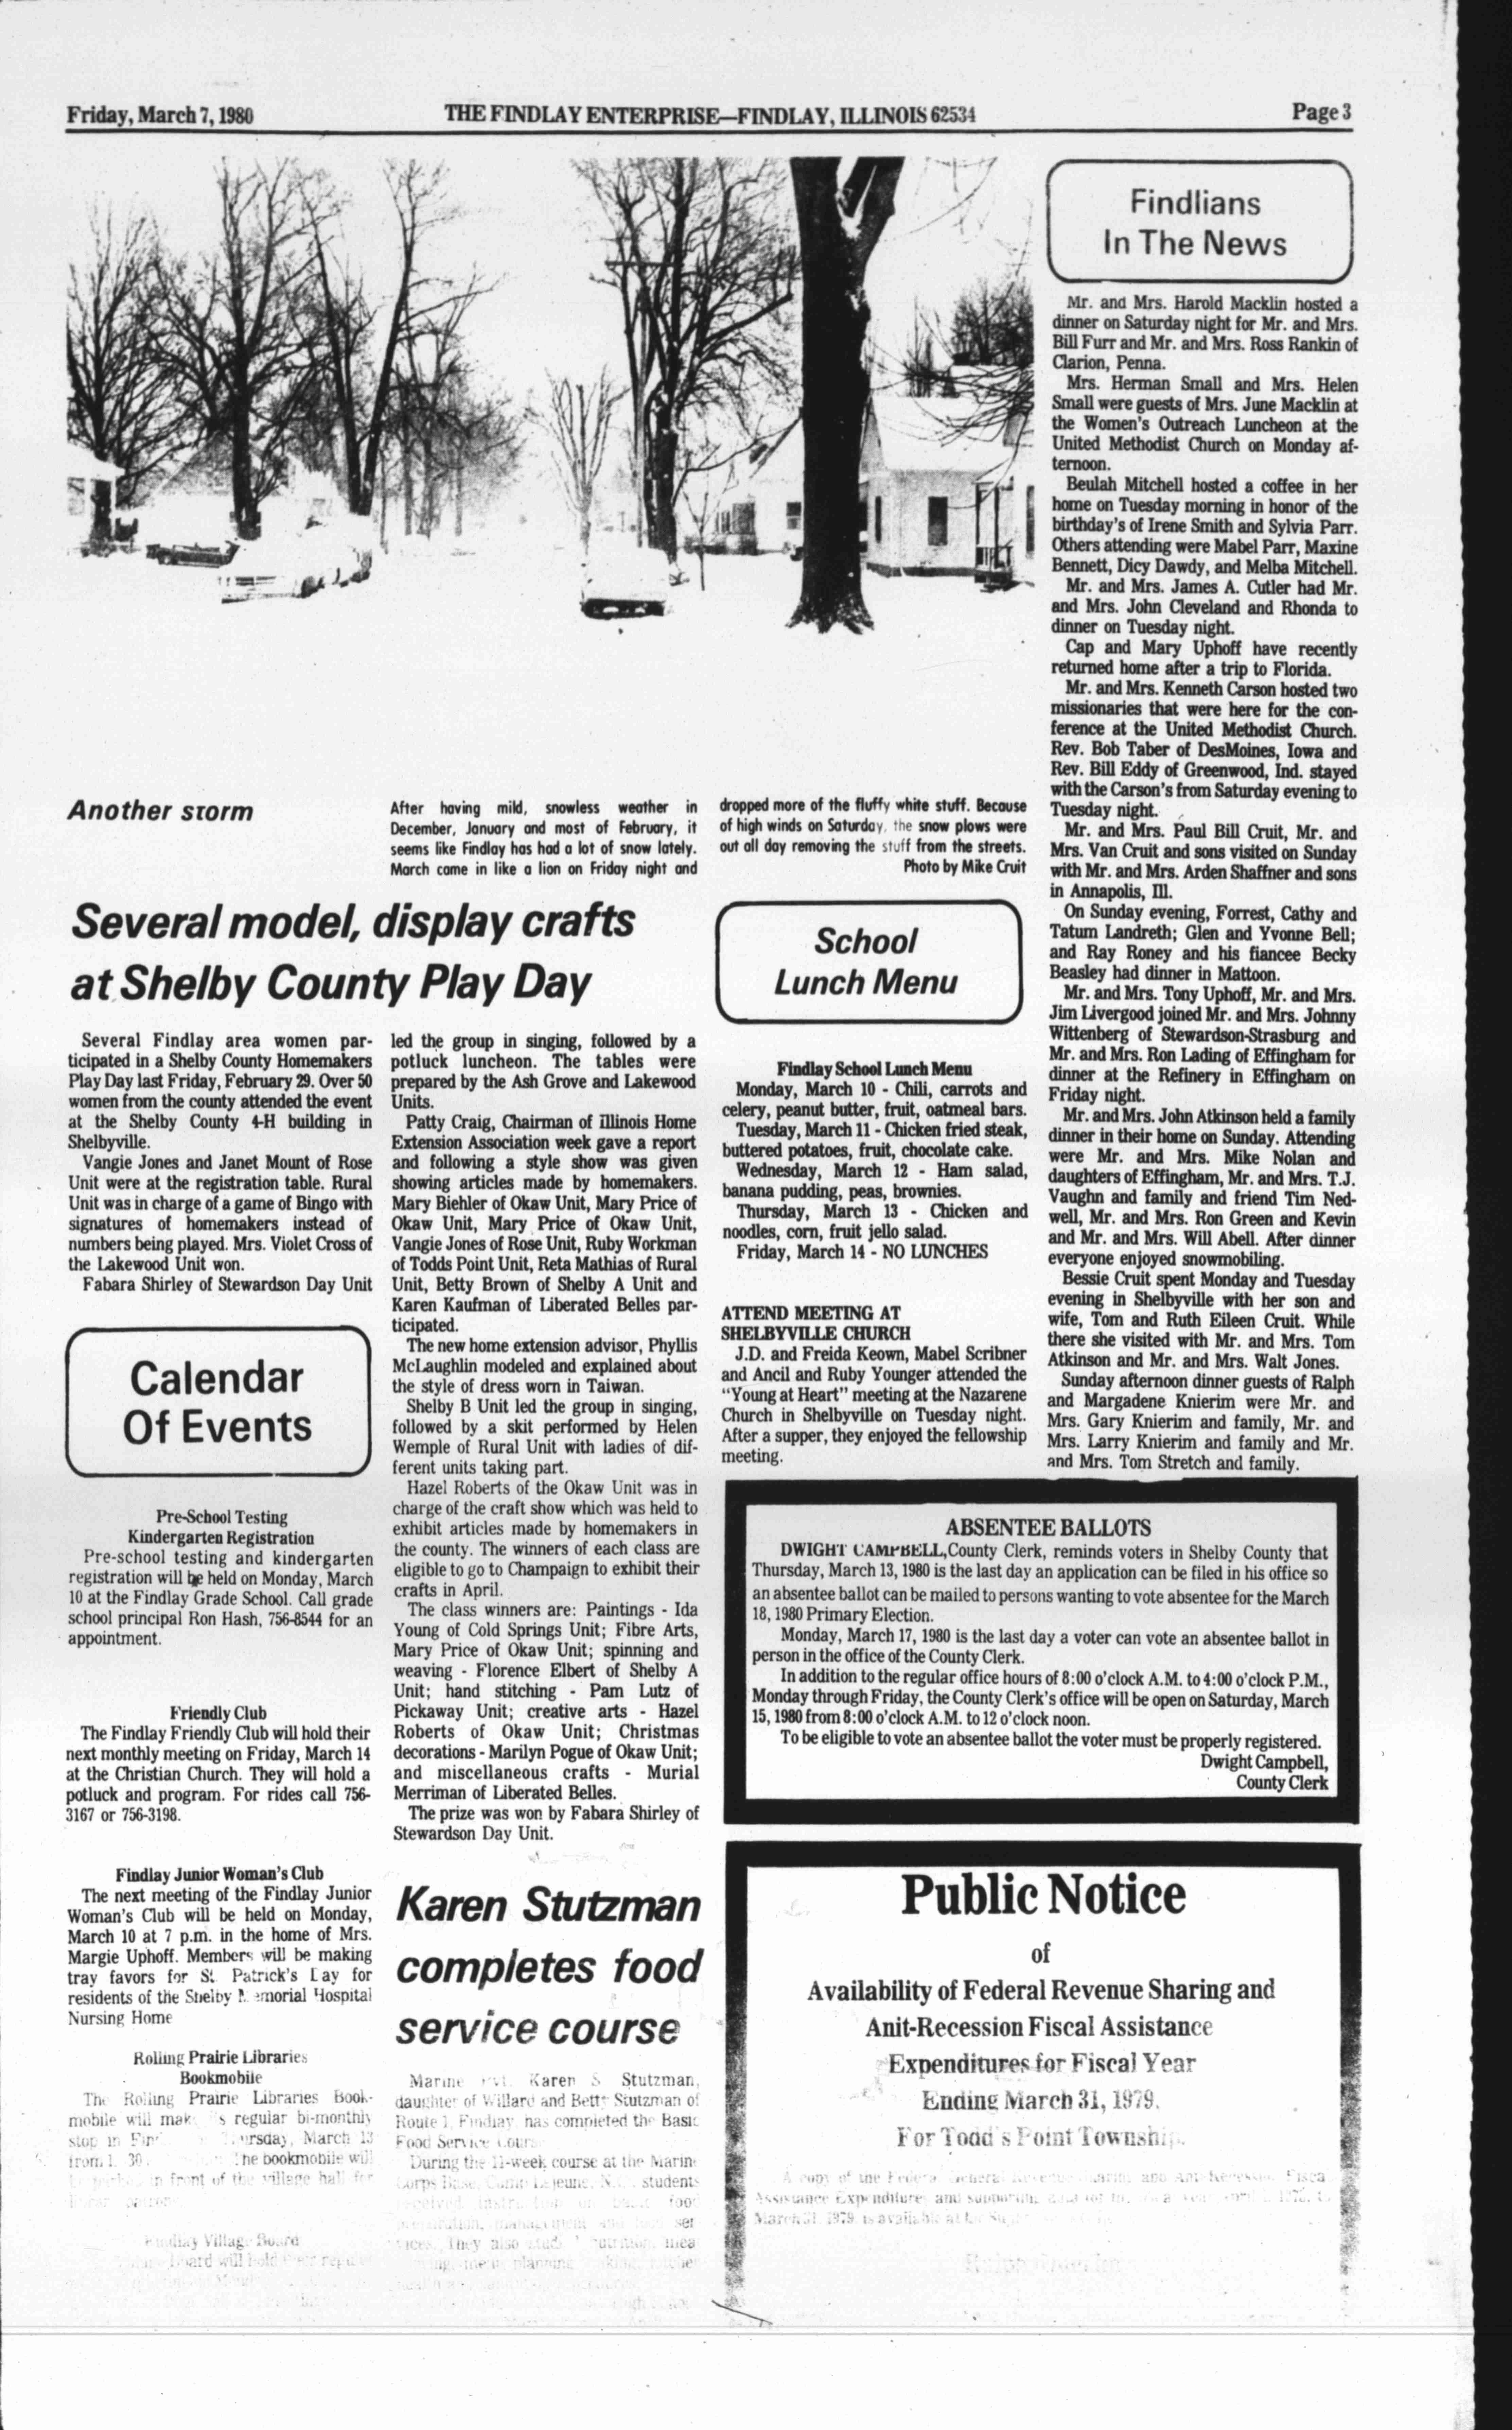 Friday, March 7, 1980
THE FINDLAY ENTERPRISE—FINDLAY, ILLINOIS 62534
Page 3
Another storm
After having mild, snowless weather in
December, January and most of February, it
seems like Findlay has had a lot of snow lately.
March came in like a lion on Friday night and
dropped more of the fluffy white stuff. Because
of high winds on Saturday, the snow plows were
out all day removing the stuff from the streets.
Photo by Mike Cruit
Several model, display crafts
at Shelby County Play Day
Several Findlay area women par-
ticipated in a Shelby County Homemakers
Play Day last Friday, February 29. Over 50
women from the county attended the event
at the Shelby County 4-H building in
Shelbyville.
Vangie Jones and Janet Mount of Rose
Unit were at the registration table. Rural
Unit was in charge of a game of Bingo with
signatures of homemakers instead of
numbers being played. Mrs. Violet Cross of
the Lakewood Unit won.
Fabara Shirley of Stewardson Day Unit
led the group in singing, followed by a
potluck luncheon. The tables were
prepared by the Ash Grove and Lakewood
Units.
Patty Craig, Chairman of Illinois Home
Extension Association week gave a report
and following a style show was given
showing articles made by homemakers.
Mary Biehler of Okaw Unit, Mary Price of
Okaw Unit, Mary Price of Okaw Unit,
Vangie Jones of Rose Unit, Ruby Workman
of Todds Point Unit, Reta Mathias of Rural
Unit, Betty Brown of Shelby A Unit and
Karen Kaufman of Liberated Belles par-
ticipated.
The new home extension advisor, Phyllis
McLaughlin modeled and explained about
the style of dress worn in Taiwan.
Shelby B Unit led the group in singing,
followed by a skit performed by Helen
Wemple of Rural Unit with ladies of dif-
ferent units taking part.
Hazel Roberts of the Okaw Unit was in
charge of the craft show which was held to
exhibit articles made by homemakers in
the county. The winners of each class are
eligible to go to Champaign to exhibit their
crafts in April.
The class winners are: Paintings - Ida
Young of Cold Springs Unit; Fibre Arts,
Mary Price of Okaw Unit; spinning and
weaving - Florence Elbert of Shelby A
Unit; hand stitching - Pam Lutz of
Pickaway Unit; creative arts - Hazel
Roberts of Okaw Unit; Christmas
decorations - Marilyn Pogue of Okaw Unit;
and miscellaneous crafts - Murial
Merriman of Liberated Belles.
The prize was won by Fabara Shirley of
Stewardson Day Unit.
Calendar
Of Events
Pre-School Testing
Kindergarten Registration
Pre-school testing and kindergarten
registration will be held on Monday, March
10 at the Findlay Grade School. Call grade
school principal Ron Hash, 756-8544 for an
appointment.
Friendly Club
The Findlay Friendly Club will hold their
next monthly meeting on Friday, March 14
at the Christian Church. They will hold a
potluck and program. For rides call 756-
3167 or 756-3198.
Findlay Junior Woman's Club
The next meeting of the Findlay Junior
Woman's Club will be held on Monday,
March 10 at 7 p.m. in the home of Mrs.
Margie Uphoff. Members will be making
tray favors for St. Patrick's Day for
residents of the Shelby Memorial Hospital
Nursing Home
Rolling Prairie Libraries
Bookmobile
The Rolling Prairie Libraries Book-
mobile will make regular bi-monthly
stop in March 13
from 1:30 The bookmobile will
in front of the village hall for
Findlay Village Board
Board will hold their
Karen Stutzman
completes food
service course
Marine Pvt. Karen S. Stutzman,
daughter of Willard and Betty Stutzman of
Route 1, Findlay, has completed the Basic
Food Service Course
During the 11-week course at the Marine
Corps Base, Camp Lejeune, N.C., students
received instruction in basic food
preparation, management and
They also nutrition, meal
planning
School
Lunch Menu
Findlay School Lunch Menu
Monday, March 10 - Chili, carrots and
celery, peanut butter, fruit, oatmeal bars.
Tuesday, March 11 - Chicken fried steak,
buttered potatoes, fruit, chocolate cake.
Wednesday, March 12 - Ham salad,
banana pudding, peas, brownies.
Thursday, March 13 - Chicken and
noodles, corn, fruit jello salad.
Friday, March 14 - NO LUNCHES
ATTEND MEETING AT
SHELBYVILLE CHURCH
J.D. and Freida Keown, Mabel Scribner
and Ancil and Ruby Younger attended the
"Young at Heart" meeting at the Nazarene
Church in Shelbyville on Tuesday night.
After a supper, they enjoyed the fellowship
meeting.
Findlians
In The News
Mr. and Mrs. Harold Macklin hosted a
dinner on Saturday night for Mr. and Mrs.
Bill Furr and Mr. and Mrs. Ross Rankin of
Clarion, Penna.
Mrs. Herman Small and Mrs. Helen
Small were guests of Mrs. June Macklin at
the Women's Outreach Luncheon at the
United Methodist Church on Monday af-
ternoon.
Beulah Mitchell hosted a coffee in her
home on Tuesday morning in honor of the
birthday's of Irene Smith and Sylvia Parr.
Others attending were Mabel Parr, Maxine
Bennett, Dicy Dawdy, and Melba Mitchell.
Mr. and Mrs. James A. Cutler had Mr.
and Mrs. John Cleveland and Rhonda to
dinner on Tuesday night.
Cap and Mary Uphoff have recently
returned home after a trip to Florida.
Mr. and Mrs. Kenneth Carson hosted two
missionaries that were here for the con-
ference at the United Methodist Church.
Rev. Bob Taber of DesMoines, Iowa and
Rev. Bill Eddy of Greenwood, Ind. stayed
with the Carson's from Saturday evening to
Tuesday night.
Mr. and Mrs. Paul Bill Cruit, Mr. and
Mrs. Van Cruit and sons visited on Sunday
with Mr. and Mrs. Arden Shaffner and sons
in Annapolis, Ill.
On Sunday evening, Forrest, Cathy and
Tatum Landreth; Glen and Yvonne Bell;
and Ray Roney and his fiancee Becky
Beasley had dinner in Mattoon.
Mr. and Mrs. Tony Uphoff, Mr. and Mrs.
Jim Livergood joined Mr. and Mrs. Johnny
Wittenberg of Stewardson-Strasburg and
Mr. and Mrs. Ron Lading of Effingham for
dinner at the Refinery in Effingham on
Friday night.
Mr. and Mrs. John Atkinson held a family
dinner in their home on Sunday. Attending
were Mr. and Mrs. Mike Nolan and
daughters of Effingham, Mr. and Mrs. T.J.
Vaughn and family and friend Tim Ned-
well, Mr. and Mrs. Ron Green and Kevin
and Mr. and Mrs. Will Abell. After dinner
everyone enjoyed snowmobiling.
Bessie Cruit spent Monday and Tuesday
evening in Shelbyville with her son and
wife, Tom and Ruth Eileen Cruit. While
there she visited with Mr. and Mrs. Tom
Atkinson and Mr. and Mrs. Walt Jones.
Sunday afternoon dinner guests of Ralph
and Margadene Knierim were Mr. and
Mrs. Gary Knierim and family, Mr. and
Mrs. Larry Knierim and family and Mr.
and Mrs. Tom Stretch and family.
ABSENTEE BALLOTS
DWIGHT CAMPBELL, County Clerk, reminds voters in Shelby County that
Thursday, March 13, 1980 is the last day an application can be filed in his office so
an absentee ballot can be mailed to persons wanting to vote absentee for the March
18, 1980 Primary Election.
Monday, March 17, 1980 is the last day a voter can vote an absentee ballot in
person in the office of the County Clerk.
In addition to the regular office hours of 8:00 o'clock A.M. to 4:00 o'clock P.M.,
Monday through Friday, the County Clerk's office will be open on Saturday, March
15, 1980 from 8:00 o'clock A.M. to 12 o'clock noon.
To be eligible to vote an absentee ballot the voter must be properly registered.
Dwight Campbell,
County Clerk
Public Notice
of
Availability of Federal Revenue Sharing and
Anit-Recession Fiscal Assistance
Expenditures for Fiscal Year
Ending March 31, 1979.
For Todd's Point Township.
A copy of the Federal General Revenue Sharing and Anti-Recession Fiscal
Assistance Expenditures and supporting data for
March 31, 1979 is available at